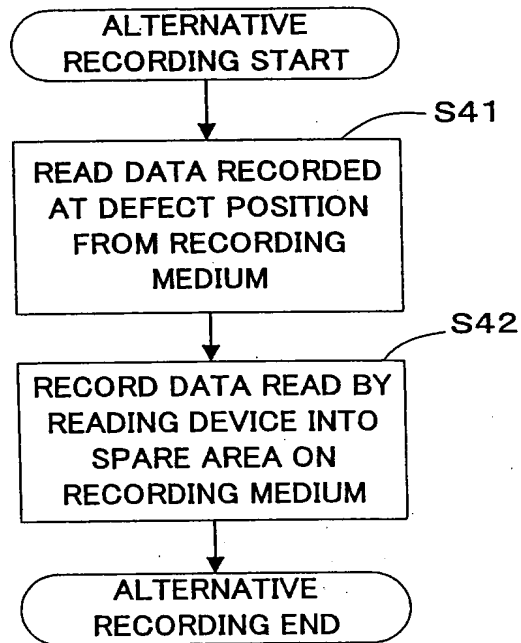 ALTERNATIVE
RECORDING START
S41
READ DATA RECORDED
AT DEFECT POSITION
FROM RECORDING
MEDIUM
S42
RECORD DATA READ BY
READING DEVICE INTO
SPARE AREA ON
RECORDING MEDIUM
ALTERNATIVE
RECORDING END